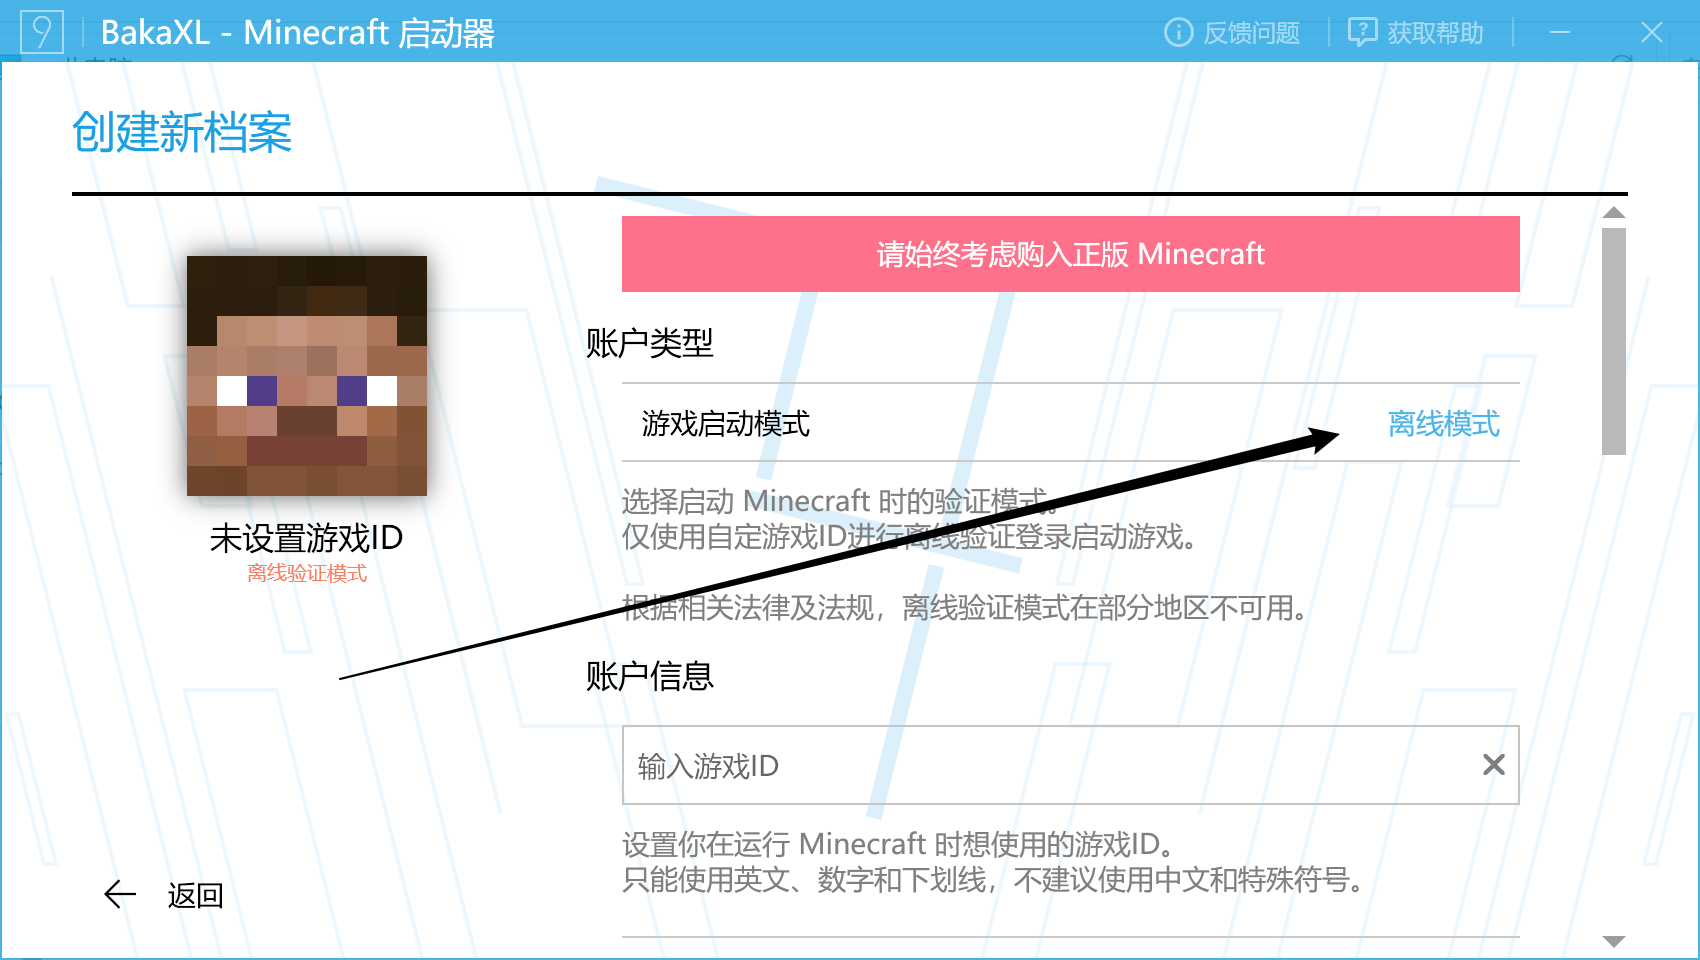 BakaXL - Minecraft 启动器
反馈问题
获取帮助
创建新档案
请始终考虑购入正版 Minecraft
账户类型
游戏启动模式
离线模式
选择启动 Minecraft 时的验证模式。
仅使用自定游戏ID进行离线验证登录启动游戏。
根据相关法律及法规，离线验证模式在部分地区不可用。
未设置游戏ID
离线验证模式
账户信息
输入游戏ID
设置你在运行 Minecraft 时想使用的游戏ID。
只能使用英文、数字和下划线，不建议使用中文和特殊符号。
返回